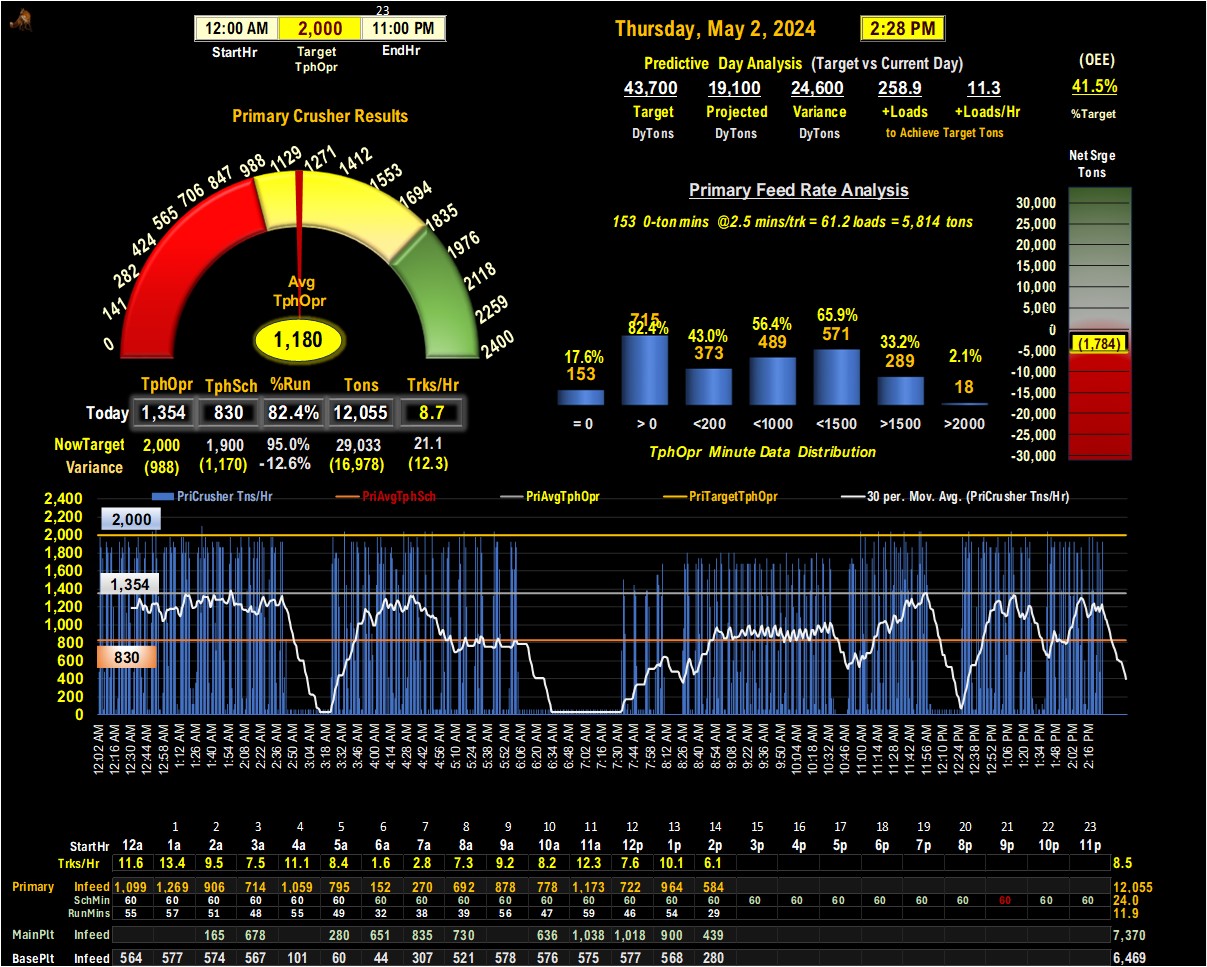 23
12:00 AM 2,000 11:00 PM
StartHr Target TphOpr EndHr
Thursday, May 2, 2024 2:28 PM
Predictive Day Analysis (Target vs Current Day)
43,700 19,100 24,600 258.9 11.3
Target Projected Variance +Loads +Loads/Hr
DyTons DyTons DyTons to Achieve Target Tons
(OEE)
41.5%
%Target
Primary Crusher Results
0 141 282 424 565 706 847 988 1129 1271 1412 1553 1694 1835 1976 2118 2259 2400
Avg
TphOpr
1,180
TphOpr TphSch %Run Tons Trks/Hr
Today 1,354 830 82.4% 12,055 8.7
NowTarget 2,000 1,900 95.0% 29,033 21.1
Variance (988) (1,170) -12.6% (16,978) (12.3)
Primary Feed Rate Analysis
153 0-ton mins @2.5 mins/trk = 61.2 loads = 5,814 tons
17.6% 82.4% 43.0% 56.4% 65.9% 33.2% 2.1%
153 715 373 489 571 289 18
= 0 > 0 <200 <1000 <1500 >1500 >2000
TphOpr Minute Data Distribution
Net Srge
Tons
30,000
25,000
20,000
15,000
10,000
5,000
0
(1,784)
-5,000
-10,000
-15,000
-20,000
-25,000
-30,000
PriCrusher Tns/Hr PriAvgTphSch PriAvgTphOpr PriTargetTphOpr 30 per. Mov. Avg. (PriCrusher Tns/Hr)
2,400
2,200
2,000
1,800
1,600
1,400
1,200
1,000
800
600
400
200
0
2,000
1,354
830
12:02 AM 12:16 AM 12:30 AM 12:44 AM 12:58 AM 1:12 AM 1:26 AM 1:40 AM 1:54 AM 2:08 AM 2:22 AM 2:36 AM 2:50 AM 3:04 AM 3:18 AM 3:32 AM 3:46 AM 4:00 AM 4:14 AM 4:28 AM 4:42 AM 4:56 AM 5:10 AM 5:24 AM 5:38 AM 5:52 AM 6:06 AM 6:20 AM 6:34 AM 6:48 AM 7:02 AM 7:16 AM 7:30 AM 7:44 AM 7:58 AM 8:12 AM 8:26 AM 8:40 AM 8:54 AM 9:08 AM 9:22 AM 9:36 AM 9:50 AM 10:04 AM 10:18 AM 10:32 AM 10:46 AM 11:00 AM 11:14 AM 11:28 AM 11:42 AM 11:56 AM 12:10 PM 12:24 PM 12:38 PM 12:52 PM 1:06 PM 1:20 PM 1:34 PM 1:48 PM 2:02 PM 2:16 PM
1 2 3 4 5 6 7 8 9 10 11 12 13 14 15 16 17 18 19 20 21 22 23
StartHr 12a 1a 2a 3a 4a 5a 6a 7a 8a 9a 10a 11a 12p 1p 2p 3p 4p 5p 6p 7p 8p 9p 10p 11p
Trks/Hr 11.6 13.4 9.5 7.5 11.1 8.4 1.6 2.8 7.3 9.2 8.2 12.3 7.6 10.1 6.1 8.5
Primary Infeed 1,099 1,269 906 714 1,059 795 152 270 692 878 778 1,173 722 964 584 12,055
SchMin 60 60 60 60 60 60 60 60 60 60 60 60 60 60 60 60 60 60 60 60 60 60 60 60 24.0
RunMins 55 57 51 48 55 49 32 38 39 56 47 59 46 54 29 11.9
MainPlt Infeed 165 678 280 651 835 730 636 1,038 1,018 900 439 7,370
BasePlt Infeed 564 577 574 567 101 60 44 307 521 578 576 575 577 568 280 6,469